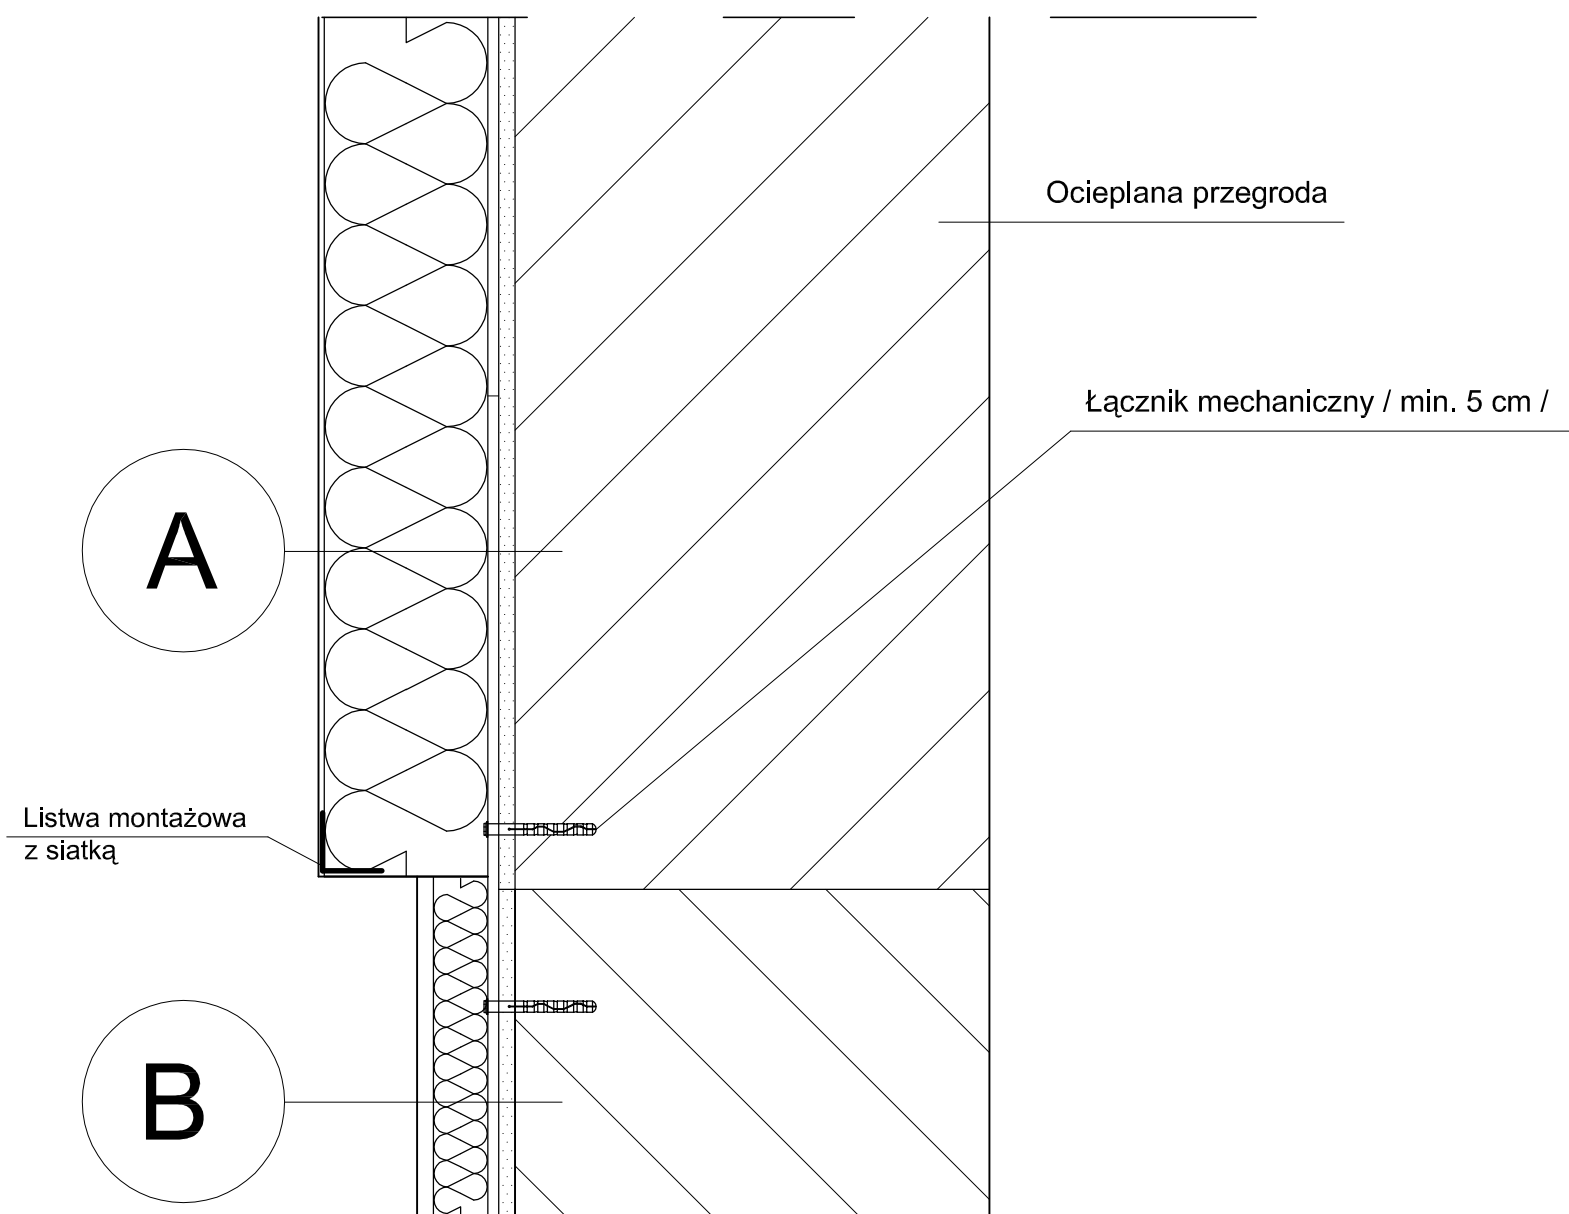 Ocieplana przegroda
Łącznik mechaniczny / min. 5 cm /
A
Listwa montażowa
z siatką
B